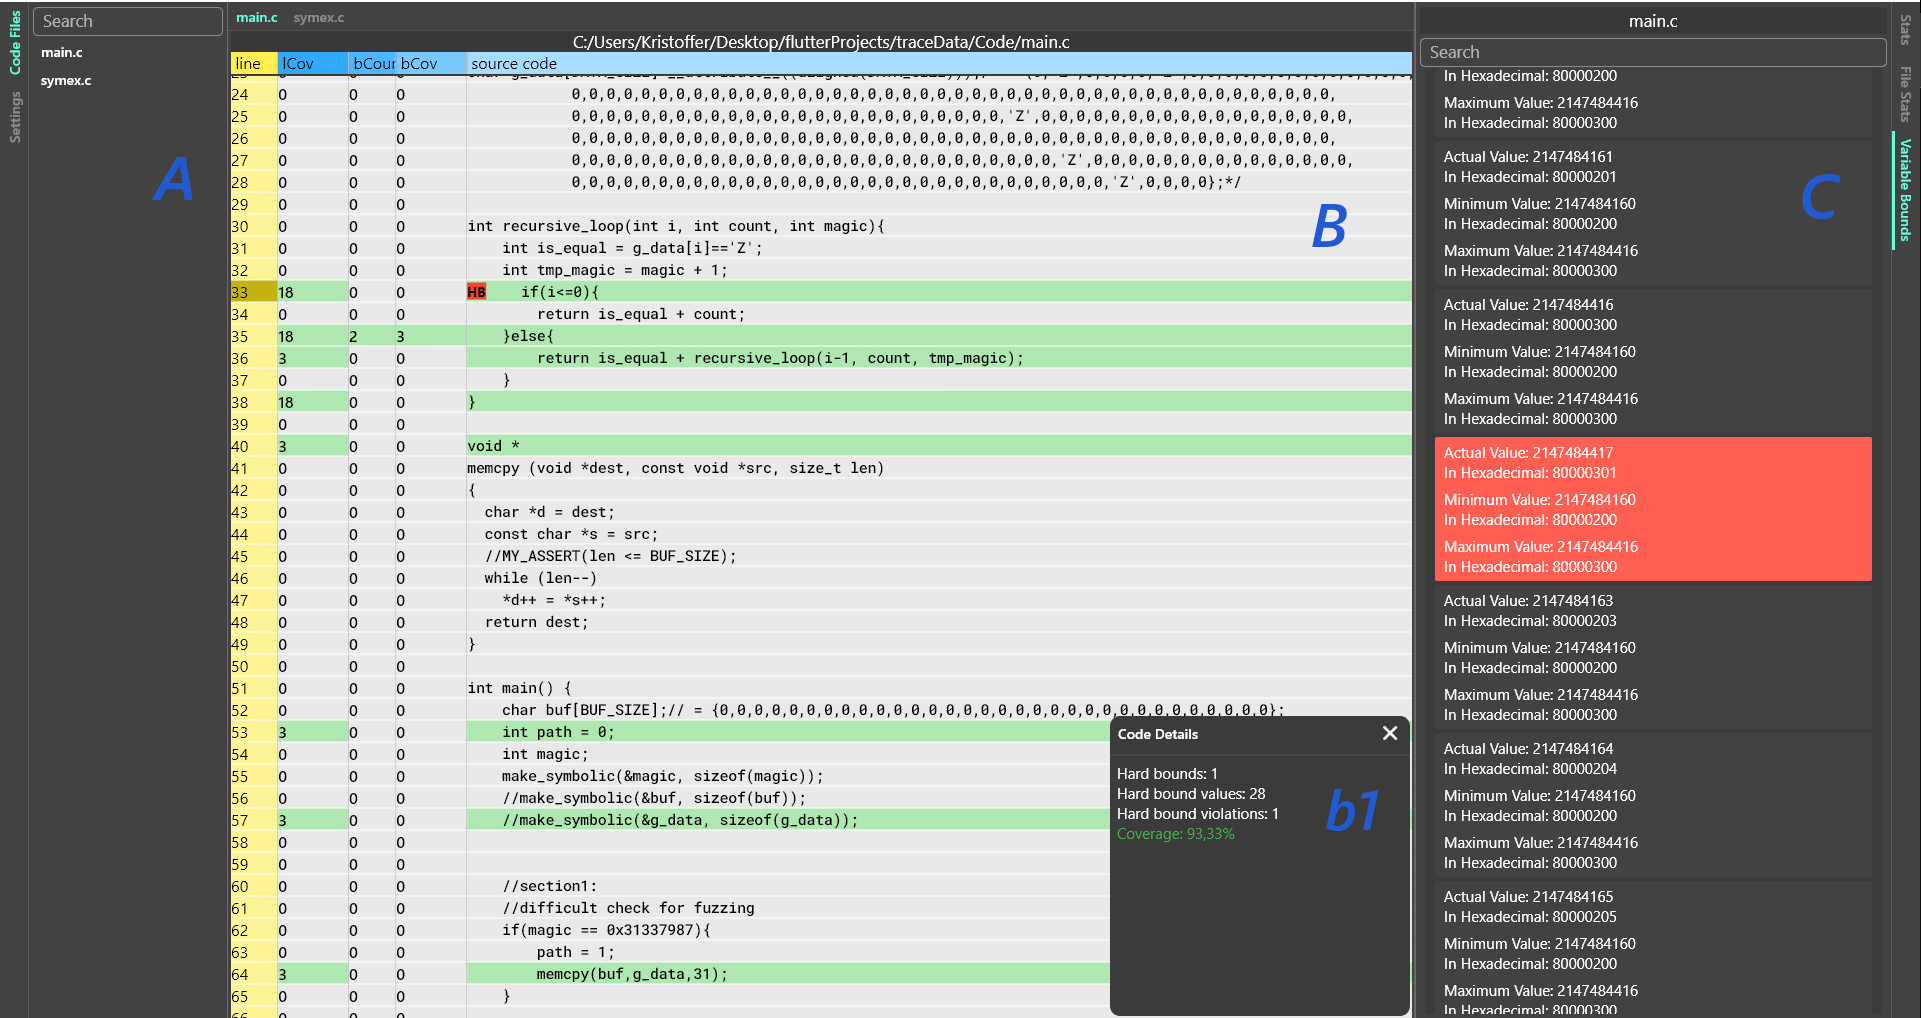 Code Files
Settings
Search
main.c
symex.c
A
main.c symex.c
C:/Users/Kristoffer/Desktop/flutterProjects/traceData/Code/main.c
line lCov bCour bCov source code
24 0 0 0 0,0,0,0,0,0,0,0,0,0,0,0,0,0,0,0,0,0,0,0,0,0,0,0,0,0,0,0,0,0,0,0,0,0,0,0,0,0,0,0,0,0,0,0,
25 0 0 0 0,0,0,0,0,0,0,0,0,0,0,0,0,0,0,0,0,0,0,0,0,0,'Z',0,0,0,0,0,0,0,0,0,0,0,0,0,0,0,0,0,0,
26 0 0 0 0,0,0,0,0,0,0,0,0,0,0,0,0,0,0,0,0,0,0,0,0,0,0,0,0,0,0,0,0,0,0,0,0,0,0,0,0,0,0,0,
27 0 0 0 0,0,0,0,0,0,0,0,0,0,0,0,0,0,0,0,0,0,0,0,0,0,0,0,0,'Z',0,0,0,0,0,0,0,0,0,0,0,0,0,0,0,
28 0 0 0 0,0,0,0,0,0,0,0,0,0,0,0,0,0,0,0,0,0,0,0,0,0,0,0,0,0,0,0,'Z',0,0,0,0};*/
29 0 0 0
30 0 0 0 int recursive_loop(int i, int count, int magic){
31 0 0 0 int is_equal = g_data[i]=='Z';
32 0 0 0 int tmp_magic = magic + 1;
33 18 0 0 HB if(i<=0){
34 0 0 0 return is_equal + count;
35 18 2 3 }else{
36 3 0 0 return is_equal + recursive_loop(i-1, count, tmp_magic);
37 0 0 0 }
38 18 0 0 }
39 0 0 0
40 3 0 0 void *
41 0 0 0 memcpy (void *dest, const void *src, size_t len)
42 0 0 0 {
43 0 0 0 char *d = dest;
44 0 0 0 const char *s = src;
45 0 0 0 //MY_ASSERT(len <= BUF_SIZE);
46 0 0 0 while (len--)
47 0 0 0 *d++ = *s++;
48 0 0 0 return dest;
49 0 0 0 }
50 0 0 0
51 0 0 0 int main() {
52 0 0 0 char buf[BUF_SIZE];// = {0,0,0,0,0,0,0,0,0,0,0,0,0,0,0,0,0,0,0,0,0,0,0,0,0,0,0,0,0,0,0,0};
53 3 0 0 int path = 0;
54 0 0 0 int magic;
55 0 0 0 make_symbolic(&magic, sizeof(magic));
56 0 0 0 //make_symbolic(&buf, sizeof(buf));
57 3 0 0 //make_symbolic(&g_data, sizeof(g_data));
58 0 0 0
59 0 0 0
60 0 0 0 //section1:
61 0 0 0 //difficult check for fuzzing
62 0 0 0 if(magic == 0x31337987){
63 0 0 0 path = 1;
64 3 0 0 memcpy(buf,g_data,31);
65 0 0 0 }
B
Code Details
Hard bounds: 1
Hard bound values: 28
Hard bound violations: 1
Coverage: 93,33%
b1
main.c
Search
In Hexadecimal: 80000200
Maximum Value: 2147484416
In Hexadecimal: 80000300
Actual Value: 2147484161
In Hexadecimal: 80000201
Minimum Value: 2147484160
In Hexadecimal: 80000200
Maximum Value: 2147484416
In Hexadecimal: 80000300
Actual Value: 2147484416
In Hexadecimal: 80000300
Minimum Value: 2147484160
In Hexadecimal: 80000200
Maximum Value: 2147484416
In Hexadecimal: 80000300
Actual Value: 2147484417
In Hexadecimal: 80000301
Minimum Value: 2147484160
In Hexadecimal: 80000200
Maximum Value: 2147484416
In Hexadecimal: 80000300
Actual Value: 2147484163
In Hexadecimal: 80000203
Minimum Value: 2147484160
In Hexadecimal: 80000200
Maximum Value: 2147484416
In Hexadecimal: 80000300
Actual Value: 2147484164
In Hexadecimal: 80000204
Minimum Value: 2147484160
In Hexadecimal: 80000200
Maximum Value: 2147484416
In Hexadecimal: 80000300
Actual Value: 2147484165
In Hexadecimal: 80000205
Minimum Value: 2147484160
In Hexadecimal: 80000200
Maximum Value: 2147484416
In Hexadecimal: 80000300
C
Stats
File Stats
Variable Bounds